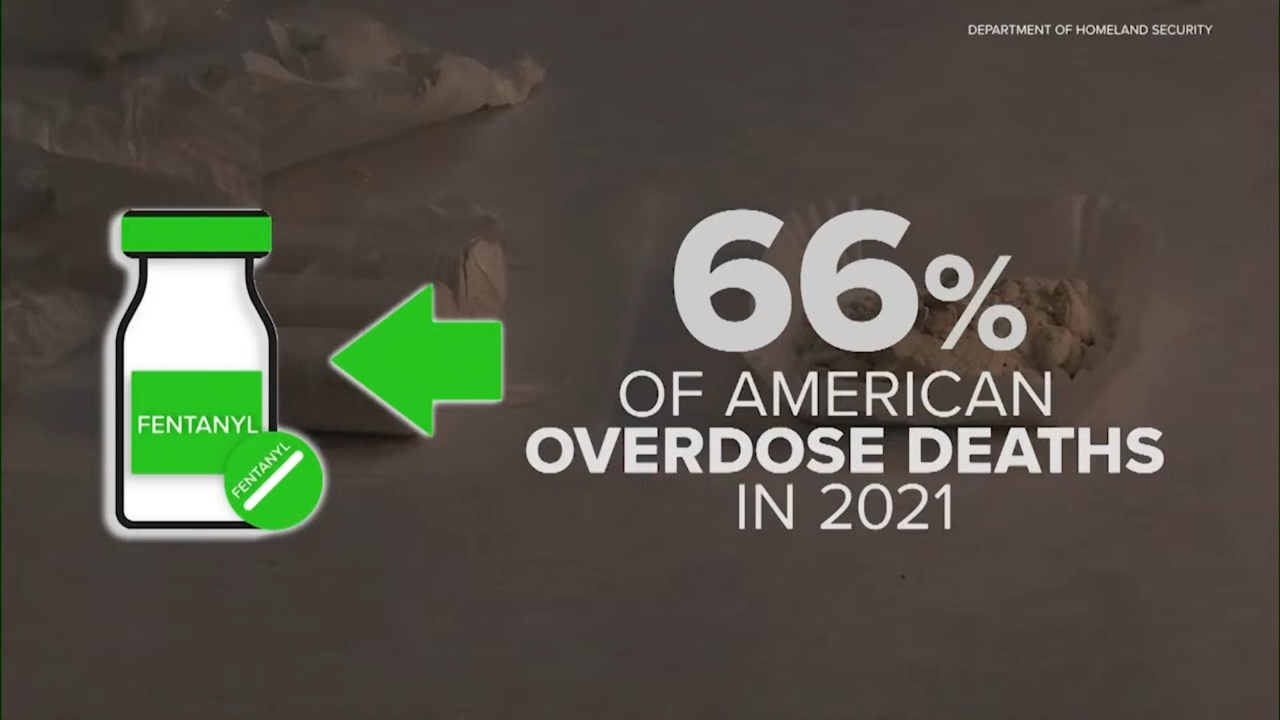 DEPARTMENT OF HOMELAND SECURITY
66%
OF AMERICAN
OVERDOSE DEATHS
IN 2021
FENTANYL
FENTANYL